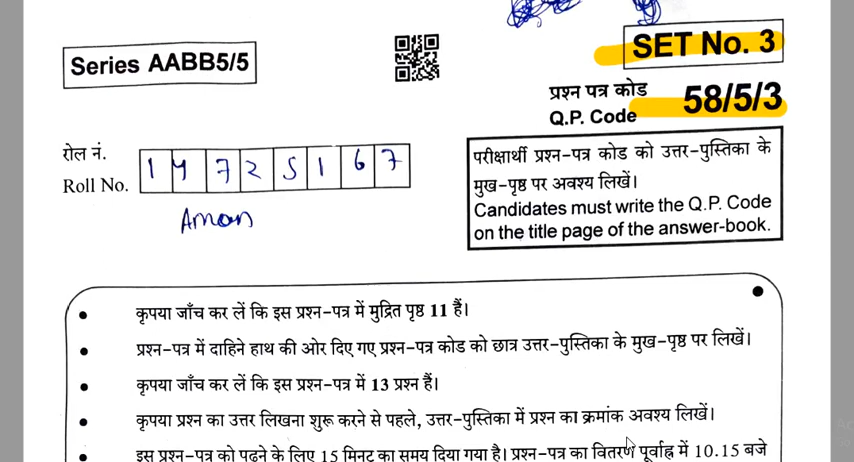 SET No. 3
Series AABB5/5
प्रश्न पत्र कोड
Q.P. Code 58/5/3
रोल नं.
Roll No. 1 4 7 2 5 1 6 7
Aman
परीक्षार्थी प्रश्न-पत्र कोड को उत्तर-पुस्तिका के
मुख-पृष्ठ पर अवश्य लिखें।
Candidates must write the Q.P. Code
on the title page of the answer-book.
कृपया जाँच कर लें कि इस प्रश्न-पत्र में मुद्रित पृष्ठ 11 हैं।
प्रश्न-पत्र में दाहिने हाथ की ओर दिए गए प्रश्न-पत्र कोड को छात्र उत्तर-पुस्तिका के मुख-पृष्ठ पर लिखें।
कृपया जाँच कर लें कि इस प्रश्न-पत्र में 13 प्रश्न हैं।
कृपया प्रश्न का उत्तर लिखना शुरू करने से पहले, उत्तर-पुस्तिका में प्रश्न का क्रमांक अवश्य लिखें।
इस प्रश्न-पत्र को पढ़ने के लिए 15 मिनट का समय दिया गया है। प्रश्न-पत्र का वितरण पूर्वाह्न में 10.15 बजे